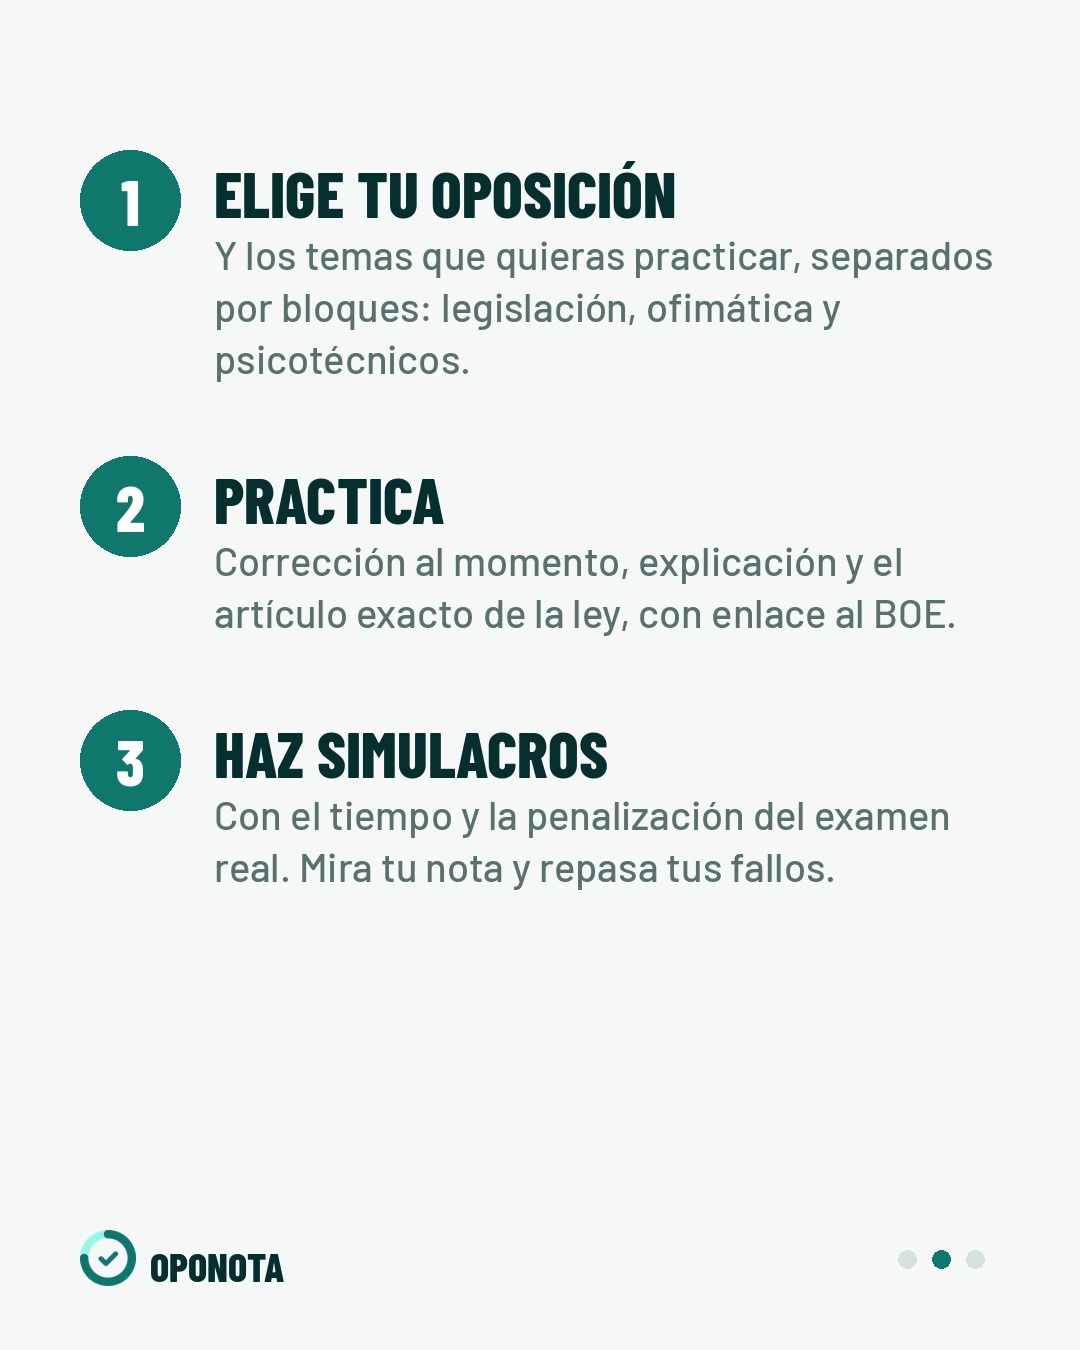 1
ELIGE TU OPOSICIÓN
Y los temas que quieras practicar, separados
por bloques: legislación, ofimática y
psicotécnicos.
2
PRACTICA
Corrección al momento, explicación y el
artículo exacto de la ley, con enlace al BOE.
3
HAZ SIMULACROS
Con el tiempo y la penalización del examen
real. Mira tu nota y repasa tus fallos.
OPONOTA